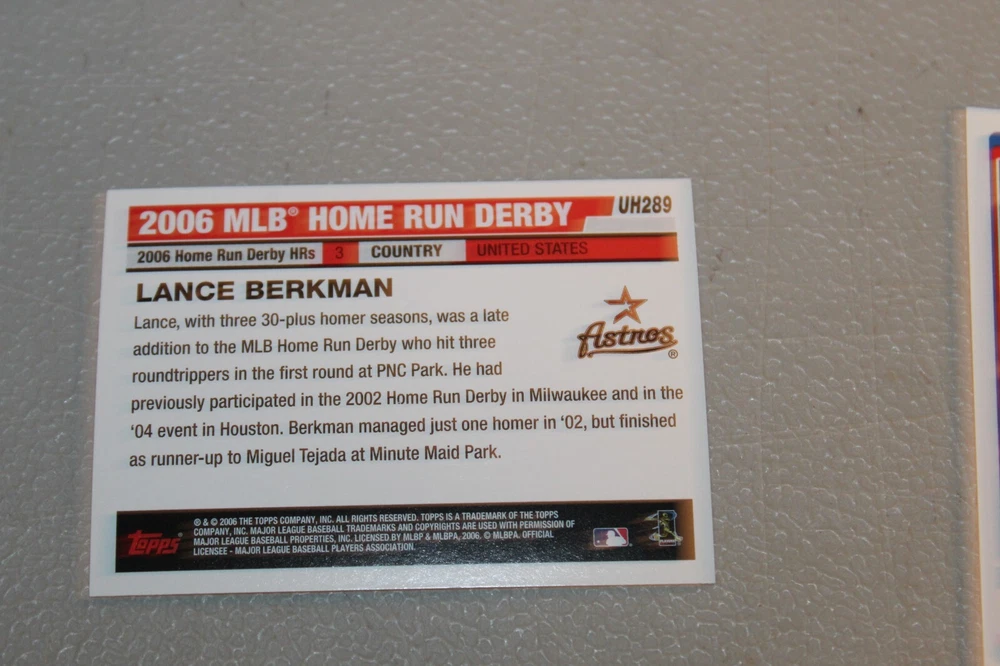 2006 MLB® HOME RUN DERBY UH289
2006 Home Run Derby HRs 3 COUNTRY UNITED STATES
LANCE BERKMAN
Lance, with three 30-plus homer seasons, was a late
addition to the MLB Home Run Derby who hit three
roundtrippers in the first round at PNC Park. He had
previously participated in the 2002 Home Run Derby in Milwaukee and in the
'04 event in Houston. Berkman managed just one homer in '02, but finished
as runner-up to Miguel Tejada at Minute Maid Park.
Astros®
topps®
® & © 2006 THE TOPPS COMPANY, INC. ALL RIGHTS RESERVED. TOPPS IS A TRADEMARK OF THE TOPPS
COMPANY, INC. MAJOR LEAGUE BASEBALL TRADEMARKS AND COPYRIGHTS ARE USED WITH PERMISSION OF
MAJOR LEAGUE BASEBALL PROPERTIES, INC. LICENSED BY MLBP & MLBPA, 2006. © MLBPA. OFFICIAL
LICENSEE - MAJOR LEAGUE BASEBALL PLAYERS ASSOCIATION.